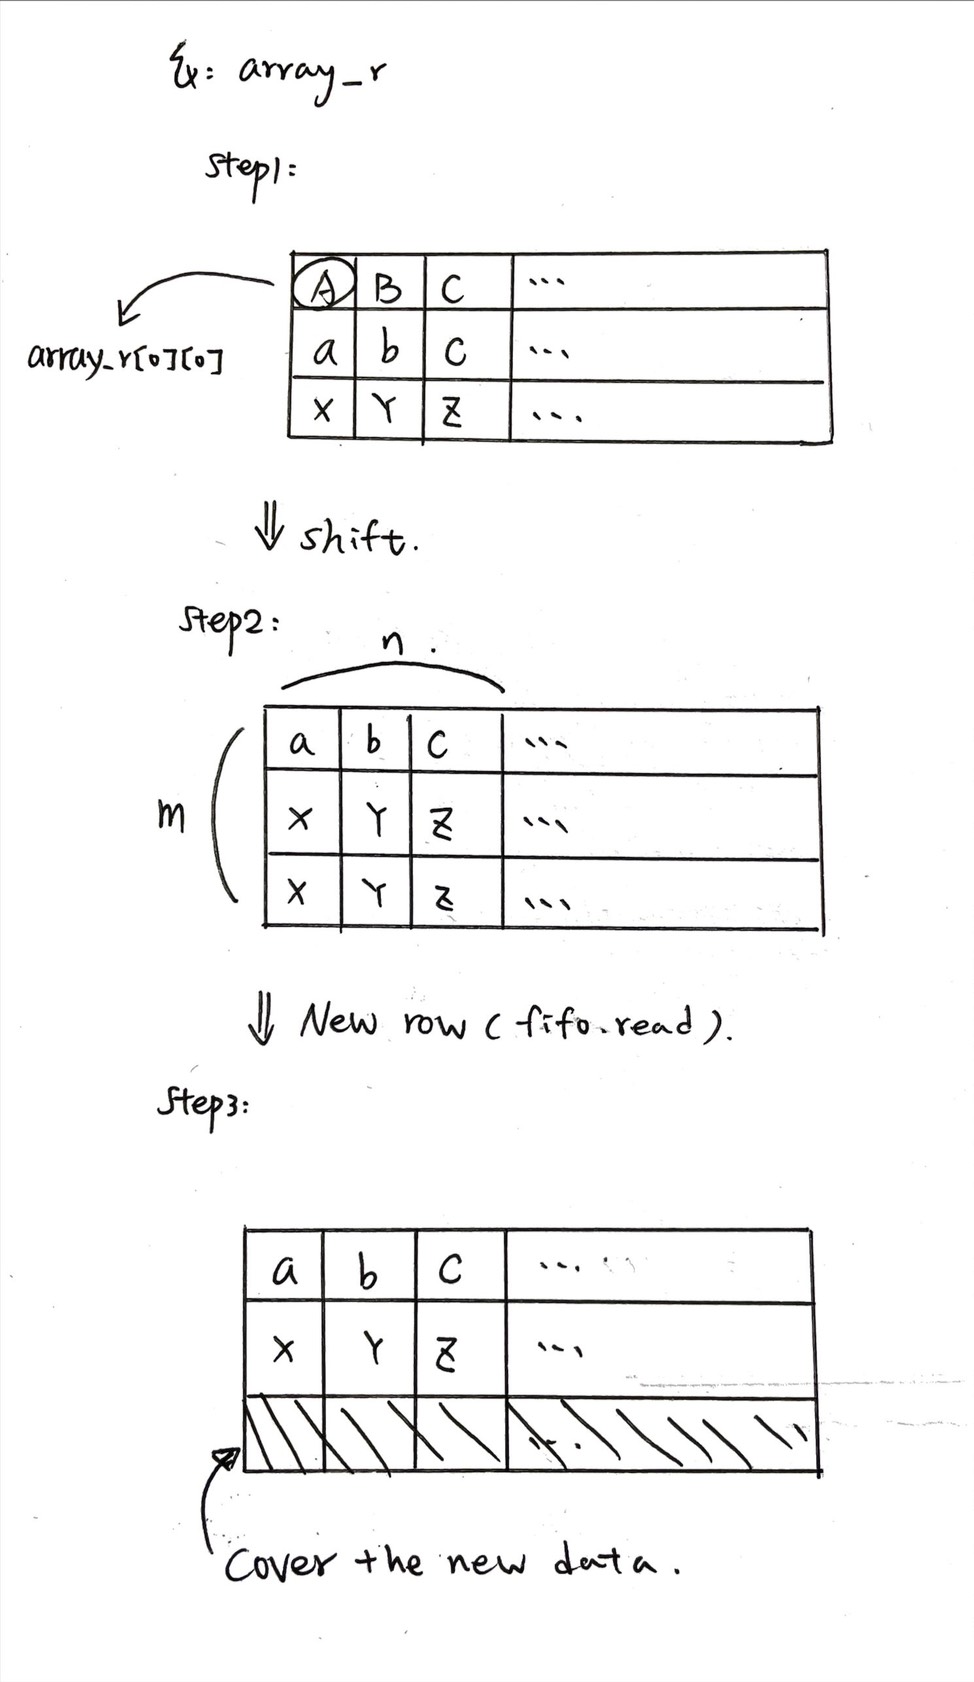 Ex: array_r
Step1:
A B C ...
array_r[0][0]
a b c ...
X Y Z ...
⇓ shift.
Step2:
n.
a b c ...
m
X Y Z ...
X Y Z ...
⇓ New row (fifo.read).
Step3:
a b c ...
X Y Z ...
...
Cover the new data.